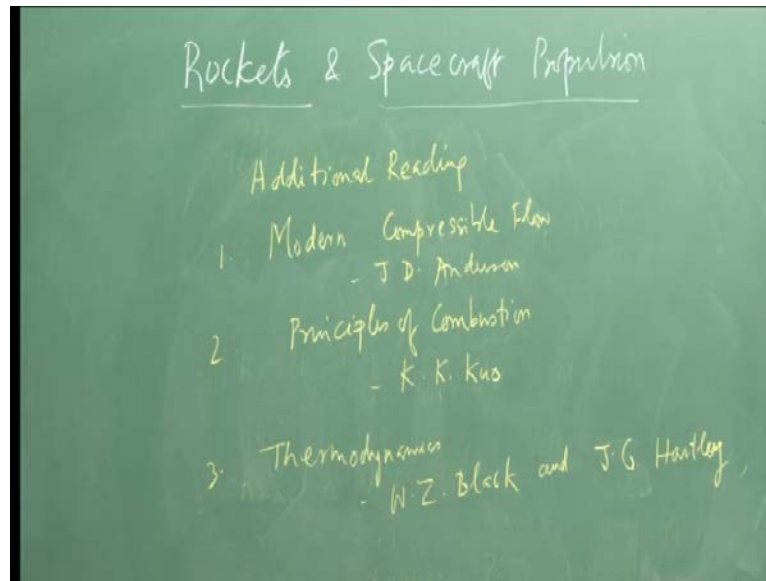 Rockets & Spacecraft Propulsion
Additional Reading
1. Modern Compressible Flow
- J D. Anderson
2 Principles of Combustion
- K. K. Kuo
3. Thermodynamics
- W. Z. Black and J. G. Hartley,